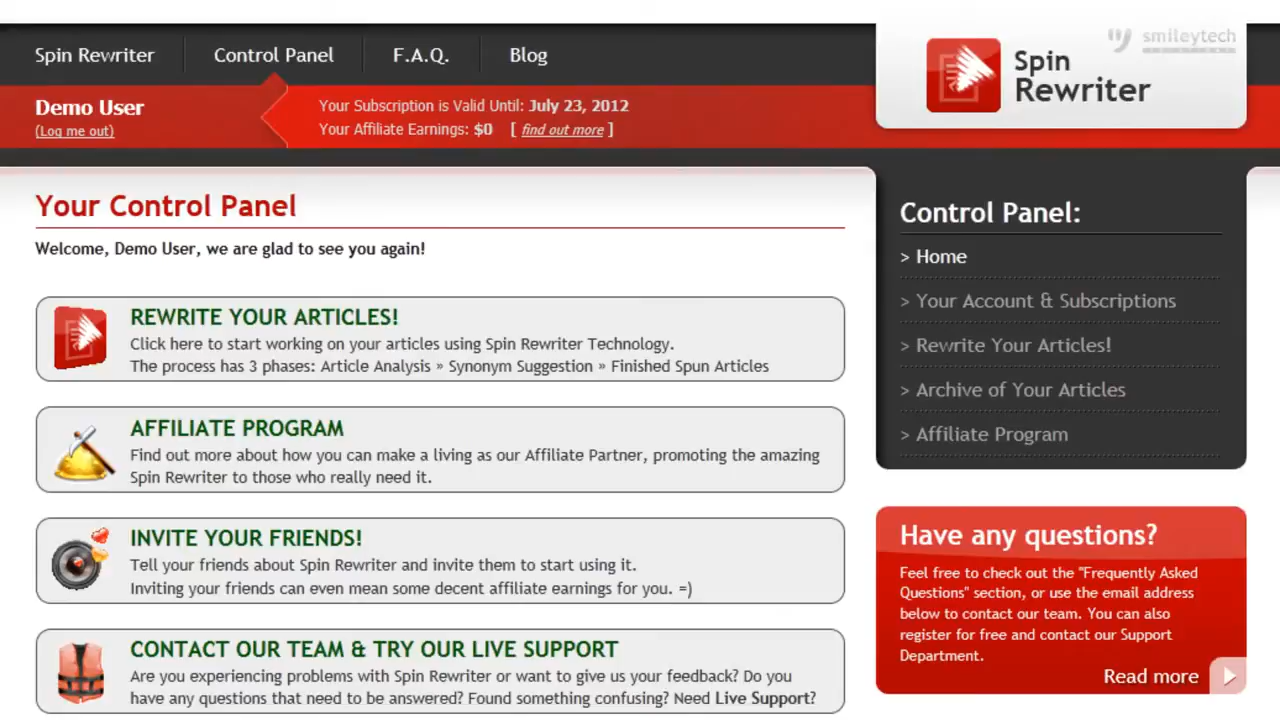 Spin Rewriter
Control Panel
F.A.Q.
Blog
smileytech
SOLUTIONS
Spin
Rewriter
Demo User
(Log me out)
Your Subscription is Valid Until: July 23, 2012
Your Affiliate Earnings: $0 [ find out more ]
Your Control Panel
Welcome, Demo User, we are glad to see you again!
REWRITE YOUR ARTICLES!
Click here to start working on your articles using Spin Rewriter Technology.
The process has 3 phases: Article Analysis » Synonym Suggestion » Finished Spun Articles
AFFILIATE PROGRAM
Find out more about how you can make a living as our Affiliate Partner, promoting the amazing
Spin Rewriter to those who really need it.
INVITE YOUR FRIENDS!
Tell your friends about Spin Rewriter and invite them to start using it.
Inviting your friends can even mean some decent affiliate earnings for you. =)
CONTACT OUR TEAM & TRY OUR LIVE SUPPORT
Are you experiencing problems with Spin Rewriter or want to give us your feedback? Do you
have any questions that need to be answered? Found something confusing? Need Live Support?
Control Panel:
> Home
> Your Account & Subscriptions
> Rewrite Your Articles!
> Archive of Your Articles
> Affiliate Program
Have any questions?
Feel free to check out the "Frequently Asked
Questions" section, or use the email address
below to contact our team. You can also
register for free and contact our Support
Department.
Read more